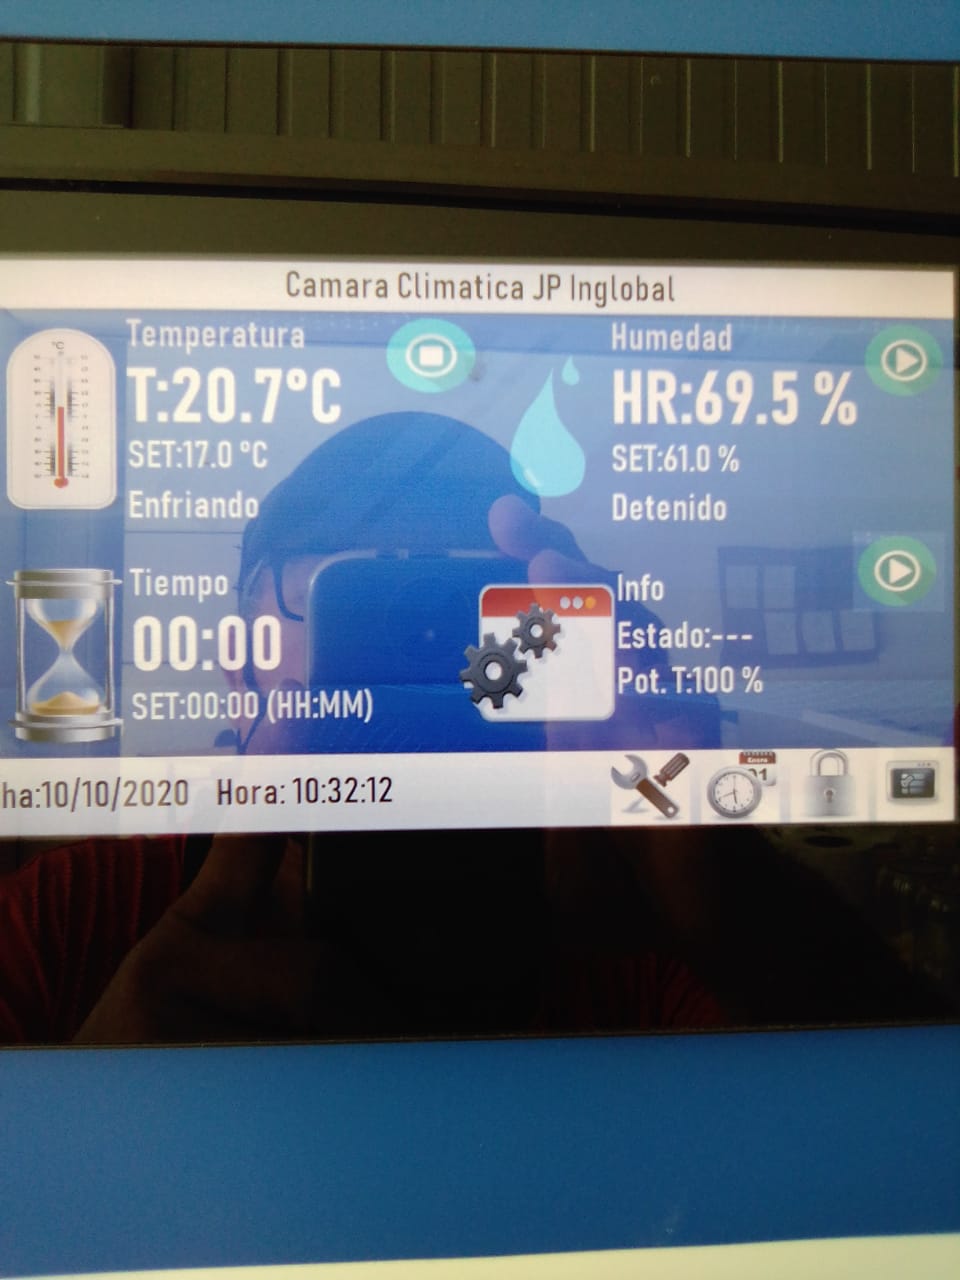 Camara Climatica JP Inglobal
Temperatura
T:20.7°C
SET:17.0 °C
Enfriando
Humedad
HR:69.5 %
SET:61.0 %
Detenido
Tiempo
00:00
SET:00:00 (HH:MM)
Info
Estado:---
Pot. T:100 %
ha:10/10/2020 Hora: 10:32:12
°C
Enero
31